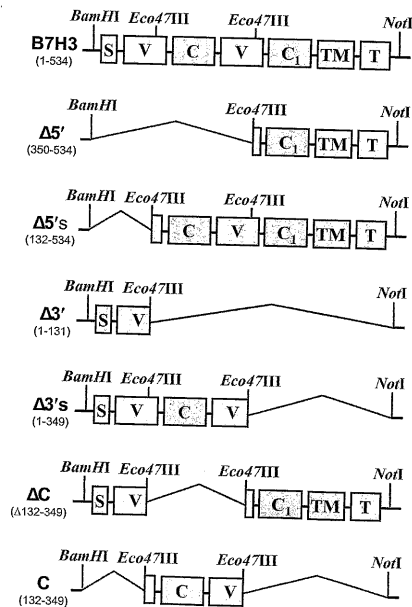 BamHI Eco47III Eco47III NotI
B7H3 S V C V C1 TM T
(1-534)
BamHI Eco47III NotI
Δ5′ C1 TM T
(350-534)
BamHI Eco47III Eco47III NotI
Δ5′s C V C1 TM T
(132-534)
BamHI Eco47III NotI
Δ3′ S V
(1-131)
BamHI Eco47III Eco47III NotI
Δ3′s S V C V
(1-349)
BamHI Eco47III Eco47III NotI
ΔC S V C1 TM T
(Δ132-349)
BamHI Eco47III Eco47III NotI
C C V
(132-349)